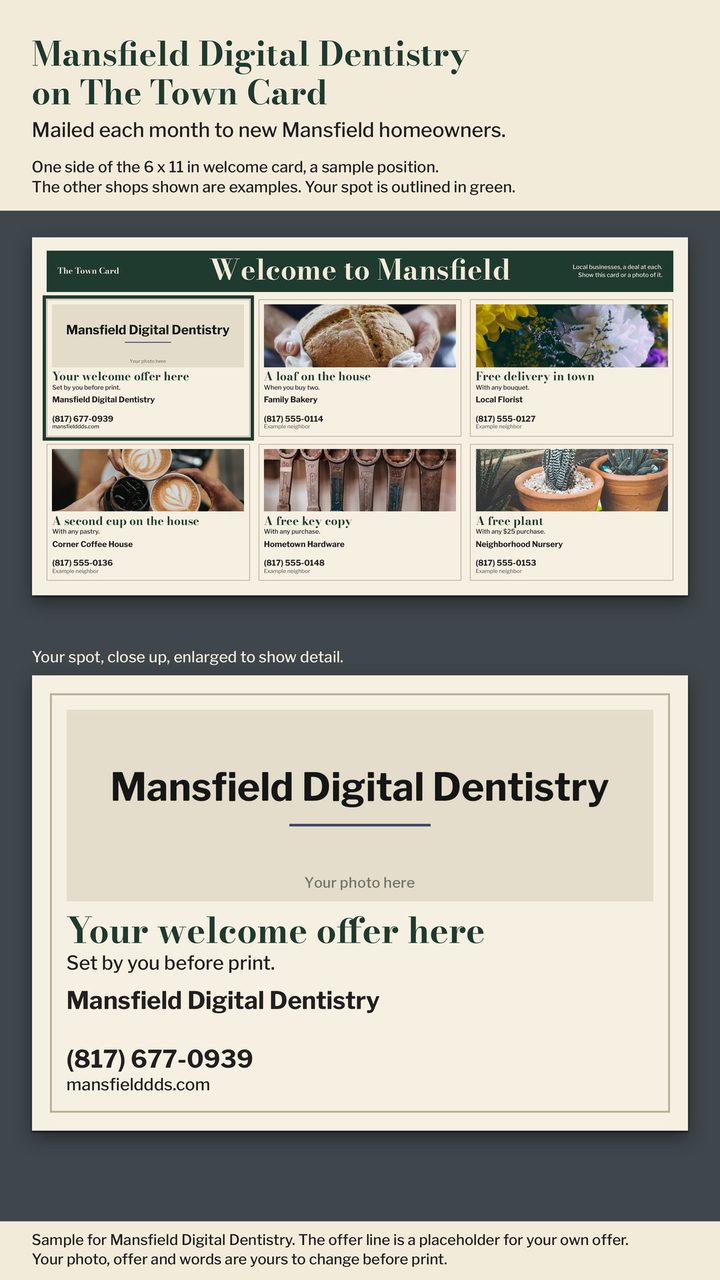 Mansfield Digital Dentistry
on The Town Card
Mailed each month to new Mansfield homeowners.
One side of the 6 x 11 in welcome card, a sample position.
The other shops shown are examples. Your spot is outlined in green.
The Town Card
Welcome to Mansfield
Local businesses, a deal at each.
Show this card or a photo of it.
Mansfield Digital Dentistry
Your photo here
Your welcome offer here
Set by you before print.
Mansfield Digital Dentistry
(817) 677-0939
mansfielddds.com
A loaf on the house
When you buy two.
Family Bakery
(817) 555-0114
Example neighbor
Free delivery in town
With any bouquet.
Local Florist
(817) 555-0127
Example neighbor
A second cup on the house
With any pastry.
Corner Coffee House
(817) 555-0136
Example neighbor
A free key copy
With any purchase.
Hometown Hardware
(817) 555-0148
Example neighbor
A free plant
With any $25 purchase.
Neighborhood Nursery
(817) 555-0153
Example neighbor
Your spot, close up, enlarged to show detail.
Mansfield Digital Dentistry
Your photo here
Your welcome offer here
Set by you before print.
Mansfield Digital Dentistry
(817) 677-0939
mansfielddds.com
Sample for Mansfield Digital Dentistry. The offer line is a placeholder for your own offer.
Your photo, offer and words are yours to change before print.